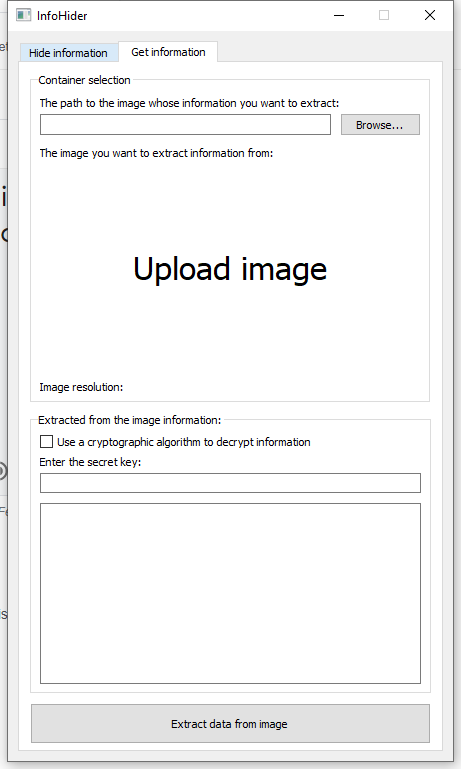 InfoHider
Hide information
Get information
Container selection
The path to the image whose information you want to extract:
Browse...
The image you want to extract information from:
Upload image
Image resolution:
Extracted from the image information:
Use a cryptographic algorithm to decrypt information
Enter the secret key:
Extract data from image